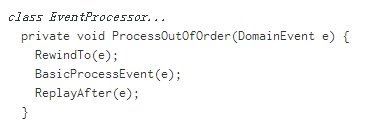 class EventProcessor...
  private void ProcessOutOfOrder(DomainEvent e) {
    RewindTo(e);
    BasicProcessEvent(e);
    ReplayAfter(e);
  }